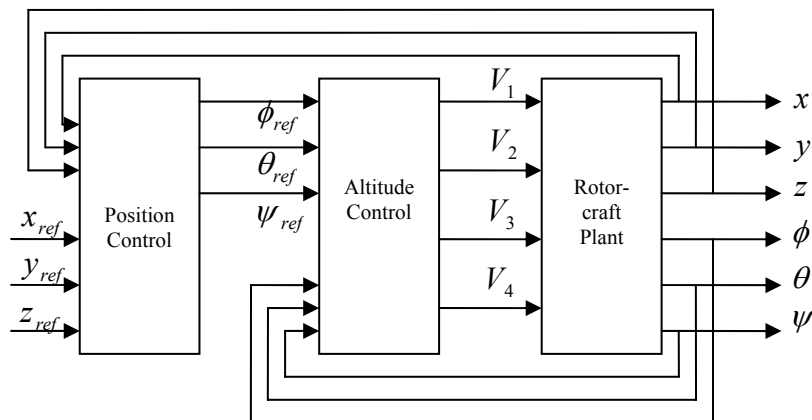 x_ref
y_ref
z_ref
Position
Control
ϕ_ref
θ_ref
ψ_ref
Altitude
Control
V_1
V_2
V_3
V_4
Rotor-
craft
Plant
x
y
z
ϕ
θ
ψ